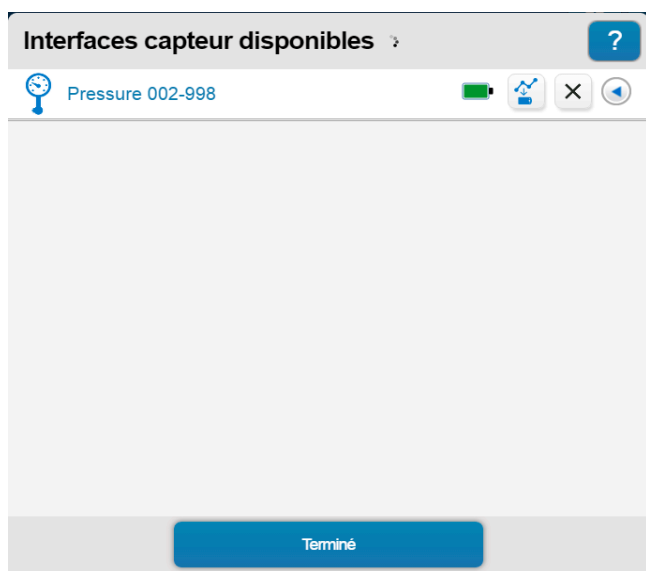 Interfaces capteur disponibles
?
Pressure 002-998
Terminé